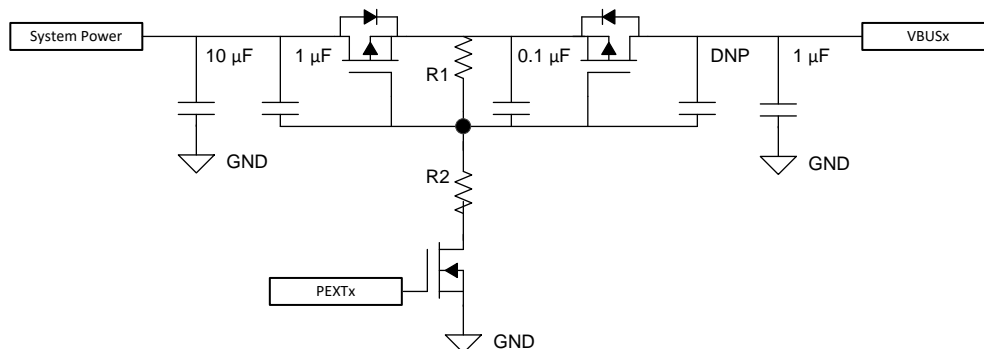 System Power
VBUSx
10 µF
1 µF
R1
0.1 µF
DNP
1 µF
GND
GND
R2
PEXTx
GND